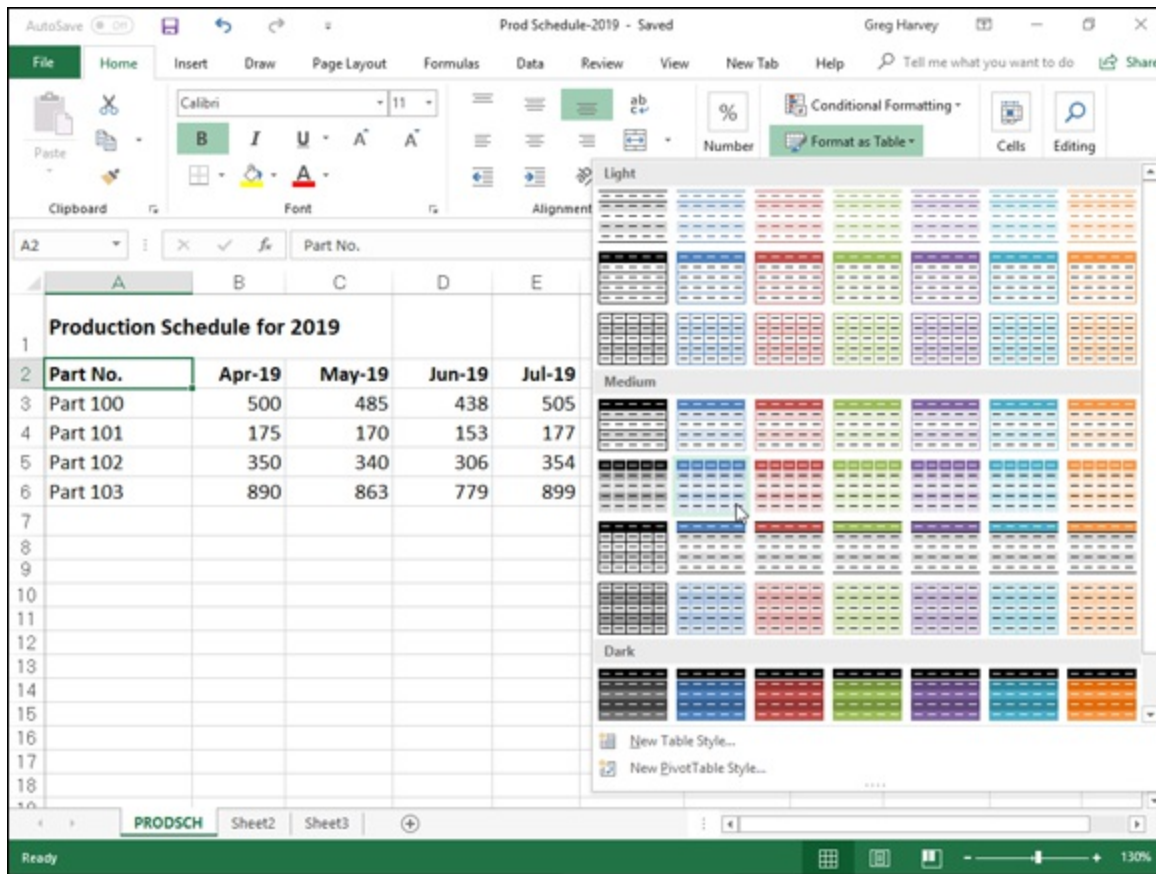 AutoSave Off Prod Schedule-2019 - Saved Greg Harvey
File Home Insert Draw Page Layout Formulas Data Review View New Tab Help Tell me what you want to do Share
Calibri 11 ab % Conditional Formatting
Paste B I U A A Number Format as Table Cells Editing
A
Clipboard Font Alignment
A2 fx Part No.
A B C D E
1 Production Schedule for 2019
2 Part No. Apr-19 May-19 Jun-19 Jul-19
3 Part 100 500 485 438 505
4 Part 101 175 170 153 177
5 Part 102 350 340 306 354
6 Part 103 890 863 779 899
7
8
9
10
11
12
13
14
15
16
17
18
Light
Medium
Dark
New Table Style...
New PivotTable Style...
PRODSCH Sheet2 Sheet3
Ready 130%